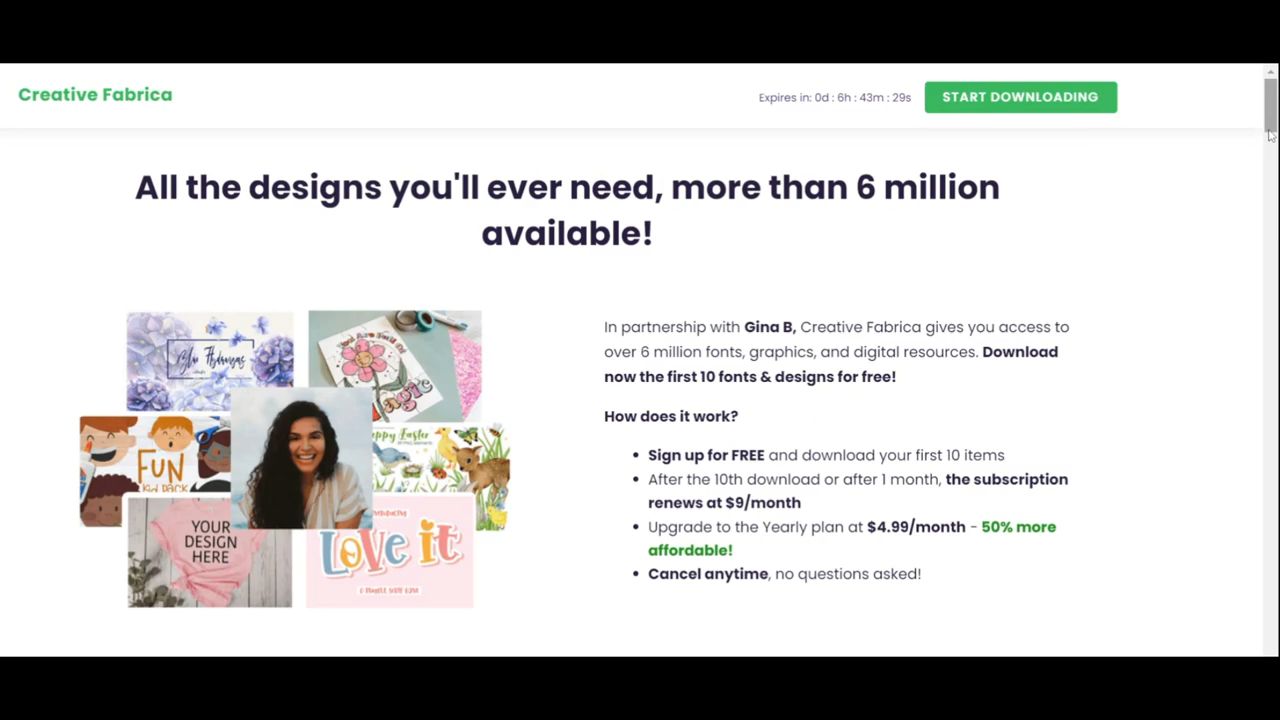 Creative Fabrica
Expires in: 0d : 6h : 43m : 29s
START DOWNLOADING
All the designs you'll ever need, more than 6 million
available!
In partnership with Gina B, Creative Fabrica gives you access to
over 6 million fonts, graphics, and digital resources. Download
now the first 10 fonts & designs for free!
How does it work?
• Sign up for FREE and download your first 10 items
• After the 10th download or after 1 month, the subscription
renews at $9/month
• Upgrade to the Yearly plan at $4.99/month - 50% more
affordable!
• Cancel anytime, no questions asked!
Magic
FUN
Easter
YOUR
DESIGN
HERE
Love it